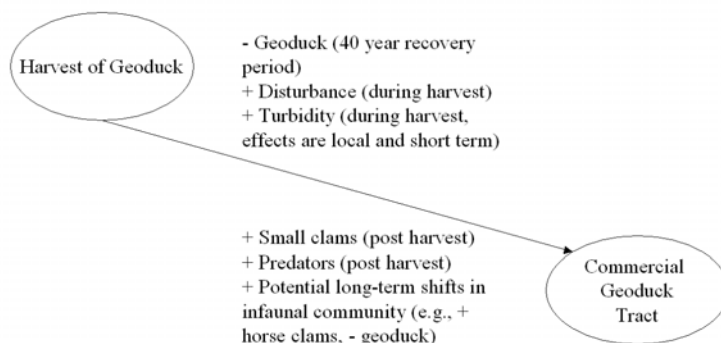 Harvest of Geoduck
- Geoduck (40 year recovery
period)
+ Disturbance (during harvest)
+ Turbidity (during harvest,
effects are local and short term)
+ Small clams (post harvest)
+ Predators (post harvest)
+ Potential long-term shifts in
infaunal community (e.g., +
horse clams, - geoduck)
Commercial
Geoduck
Tract